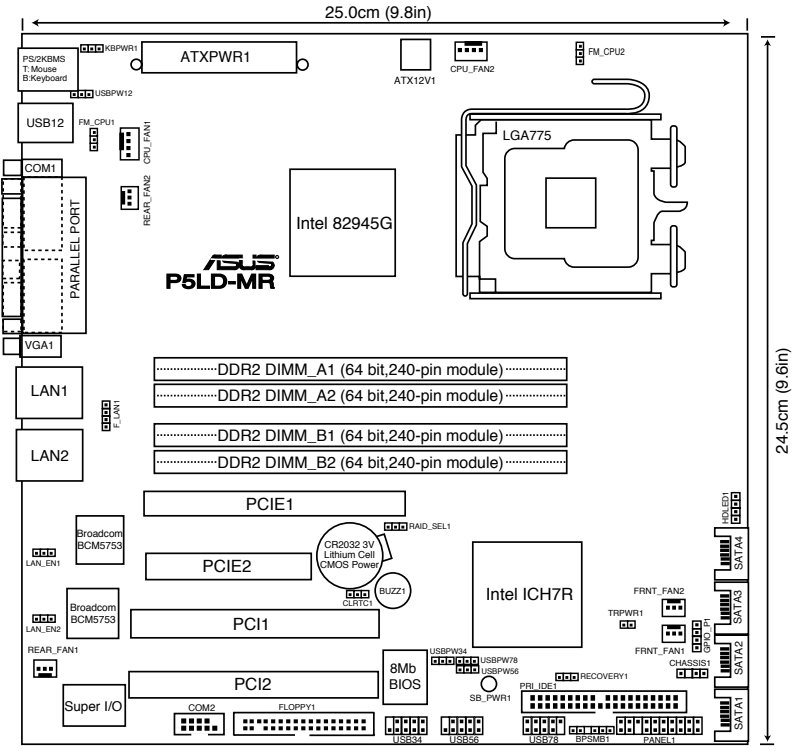 25.0cm (9.8in)
PS/2KBMS
T: Mouse
B:Keyboard
KBPWR1
ATXPWR1
ATX12V1
CPU_FAN2
FM_CPU2
USBPW12
USB12
FM_CPU1
CPU_FAN1
LGA775
COM1
REAR_FAN2
PARALLEL PORT
Intel 82945G
ASUS
P5LD-MR
VGA1
24.5cm (9.6in)
DDR2 DIMM_A1 (64 bit,240-pin module)
LAN1
DDR2 DIMM_A2 (64 bit,240-pin module)
F_LAN1
DDR2 DIMM_B1 (64 bit,240-pin module)
LAN2
DDR2 DIMM_B2 (64 bit,240-pin module)
PCIE1
HDLED1
RAID_SEL1
Broadcom
BCM5753
CR2032 3V
Lithium Cell
CMOS Power
SATA4
LAN_EN1
PCIE2
BUZZ1
Intel ICH7R
FRNT_FAN2
SATA3
CLRTC1
Broadcom
BCM5753
TRPWR1
GPIO_P1
LAN_EN2
PCI1
FRNT_FAN1
SATA2
REAR_FAN1
USBPW34
USBPW78
USBPW56
CHASSIS1
8Mb
BIOS
RECOVERY1
PCI2
SB_PWR1
PRI_IDE1
Super I/O
SATA1
COM2
FLOPPY1
USB34
USB56
USB78
BPSMB1
PANEL1